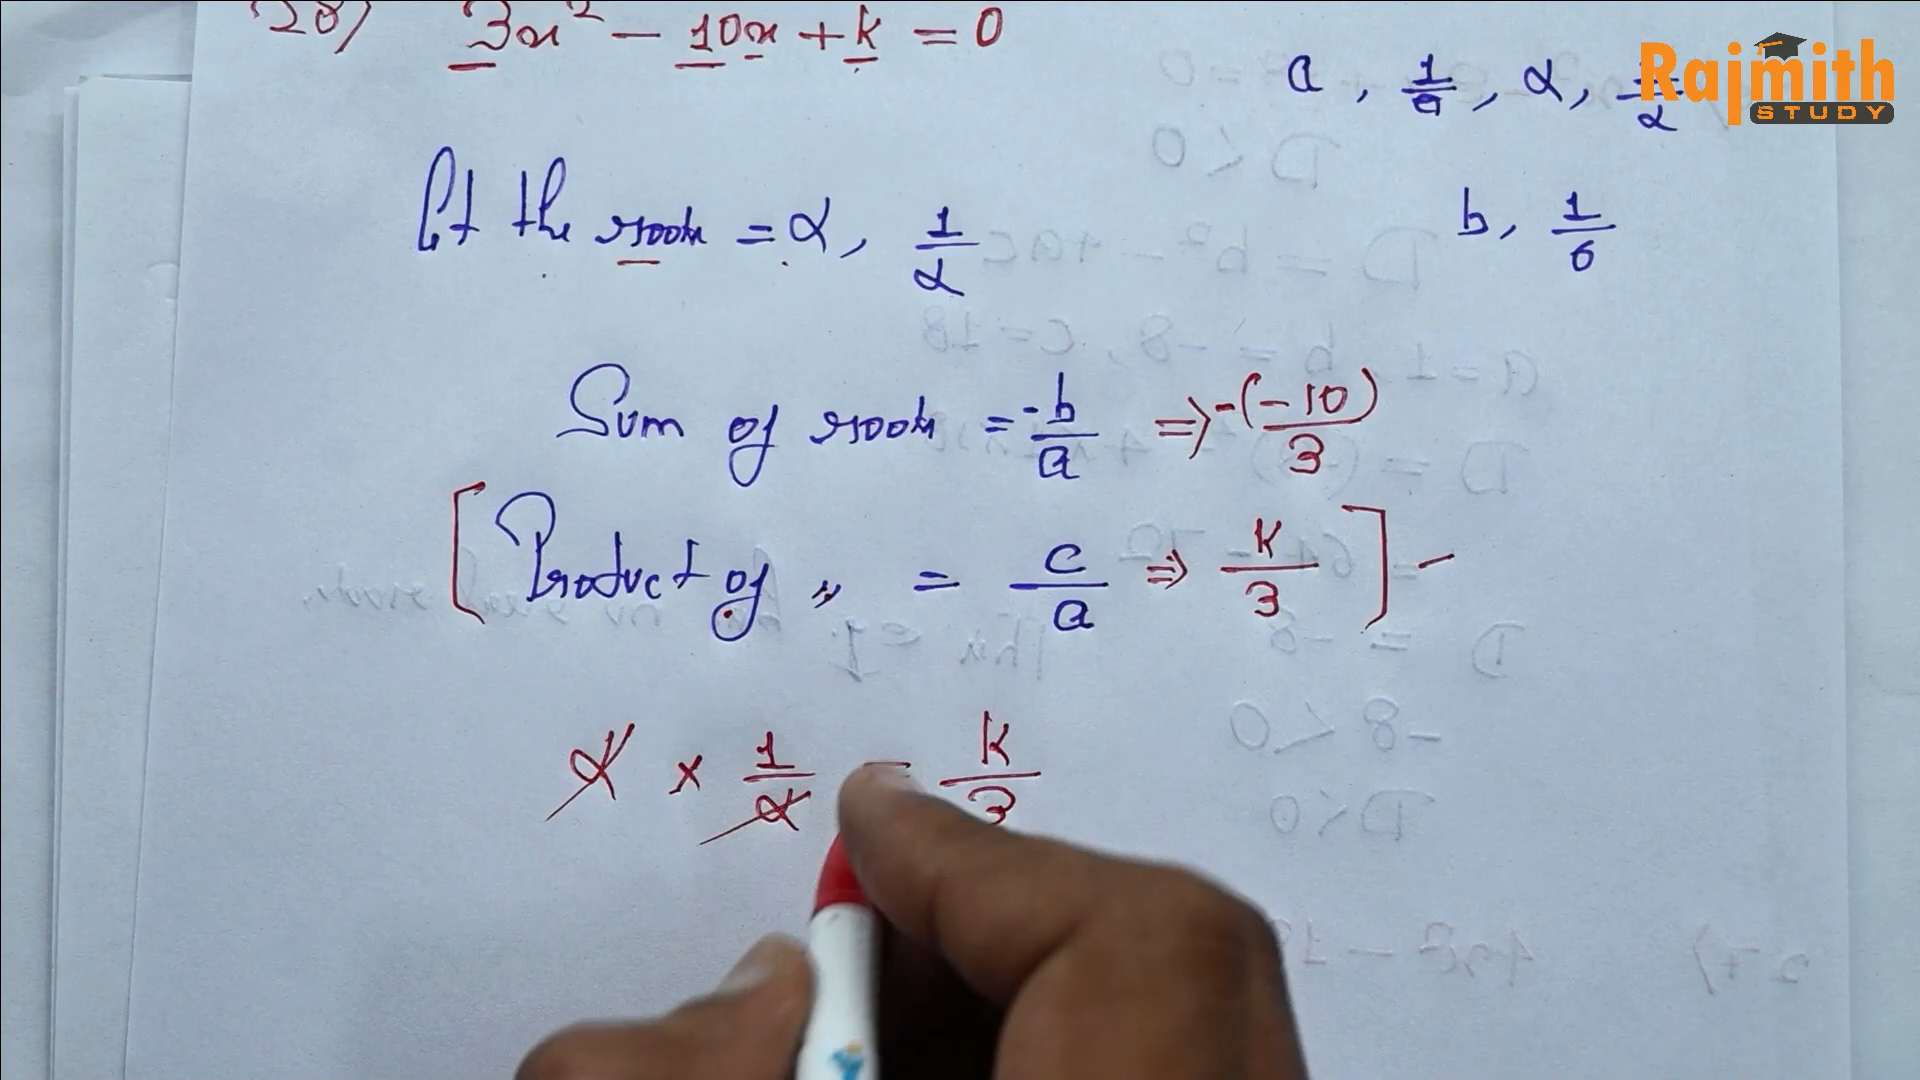 28) 3x² - 10x + k = 0
a, 1/a, α, 1/α
Rajmith
STUDY
let the roots = α, 1/α
b, 1/6
Sum of roots = -b/a ⇒ -(-10)/3
[Product of 〃 = c/a ⇒ k/3] -
α × 1/α = k/3